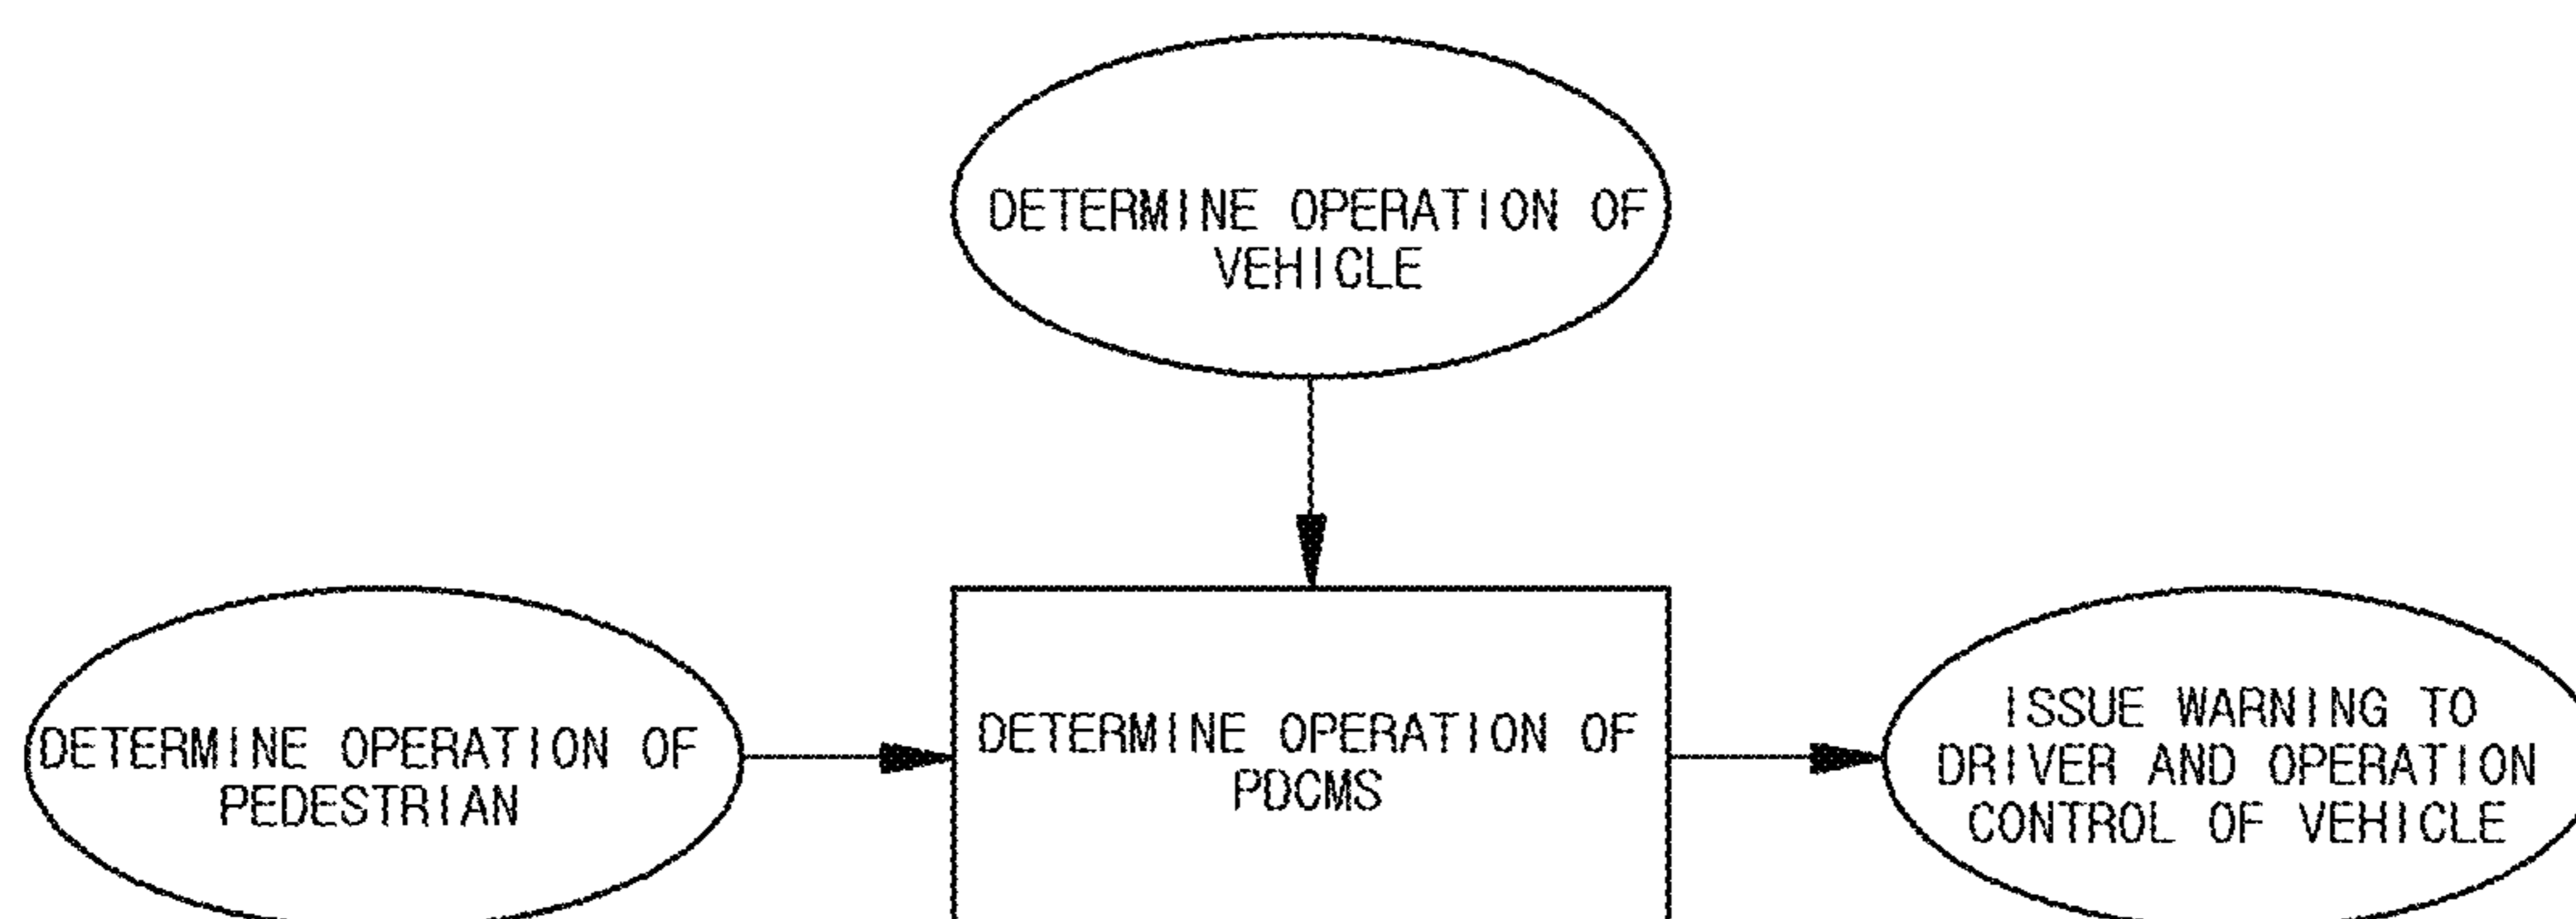 DETERMINE OPERATION OF
VEHICLE
DETERMINE OPERATION OF
PEDESTRIAN
DETERMINE OPERATION OF
PDCMS
ISSUE WARNING TO
DRIVER AND OPERATION
CONTROL OF VEHICLE